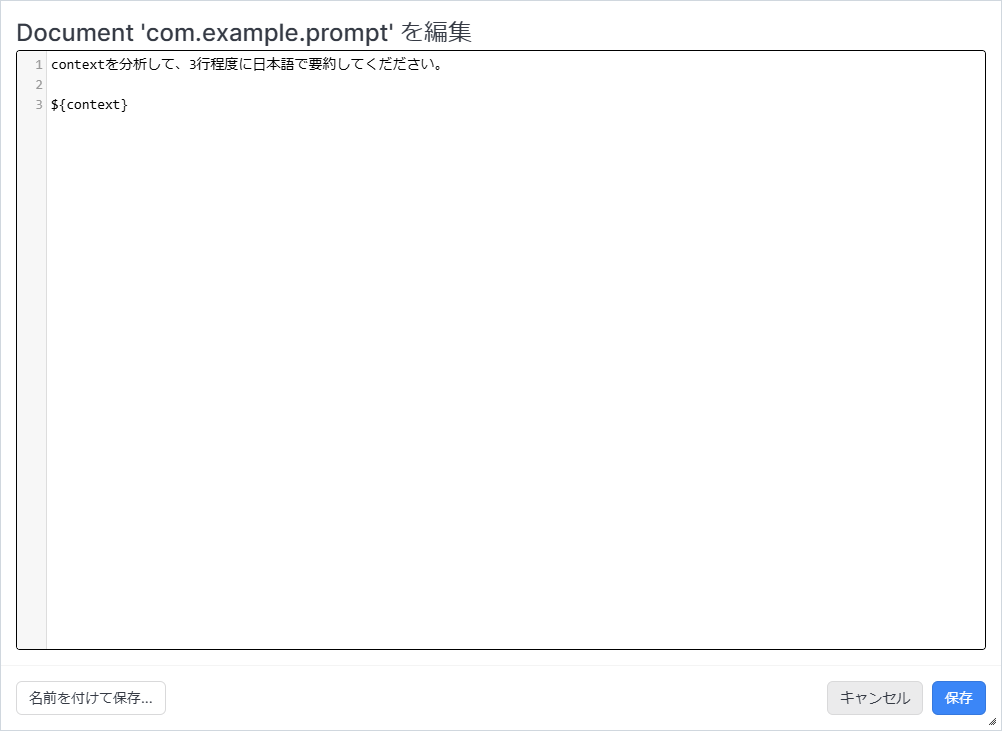 Document 'com.example.prompt' を編集
1 contextを分析して、3行程度に日本語で要約してくだださい。
2
3 ${context}
名前を付けて保存...
キャンセル
保存